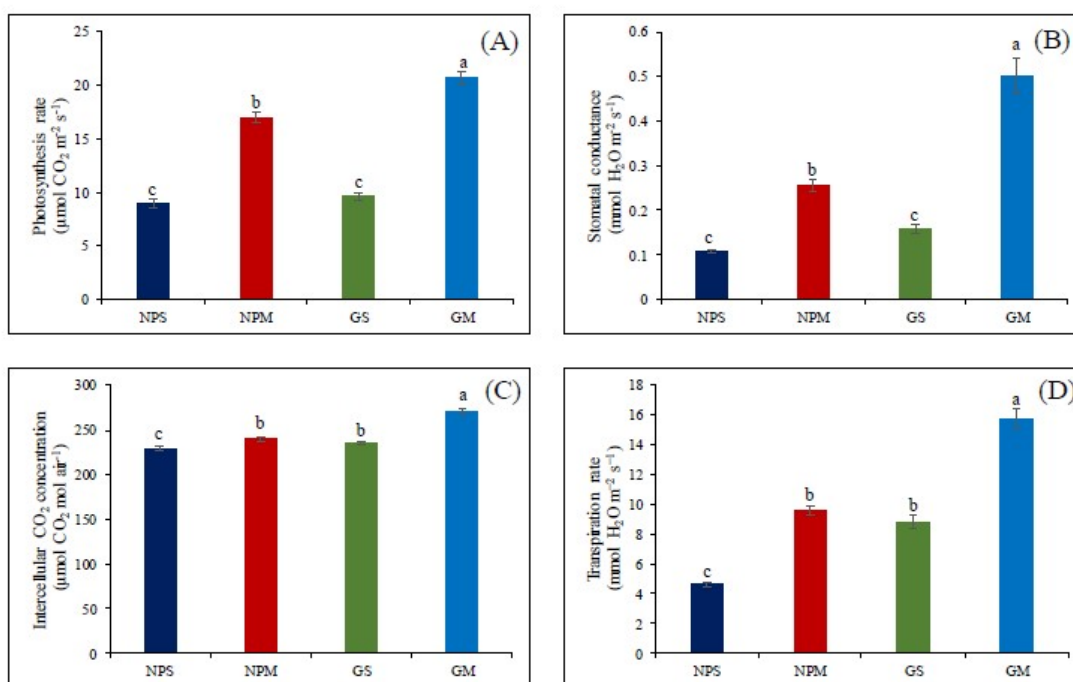 (A)
Photosynthesis rate
(µmol CO₂ m⁻² s⁻¹)
25
20
15
10
5
0
c
b
c
a
NPS NPM GS GM
(B)
Stomatal conductance
(mmol H₂O m⁻² s⁻¹)
0.6
0.5
0.4
0.3
0.2
0.1
0
c
b
c
a
NPS NPM GS GM
(C)
Intercellular CO₂ concentration
(µmol CO₂ mol air⁻¹)
300
250
200
150
100
50
0
c
b
b
a
NPS NPM GS GM
(D)
Transpiration rate
(mmol H₂O m⁻² s⁻¹)
18
16
14
12
10
8
6
4
2
0
c
b
b
a
NPS NPM GS GM